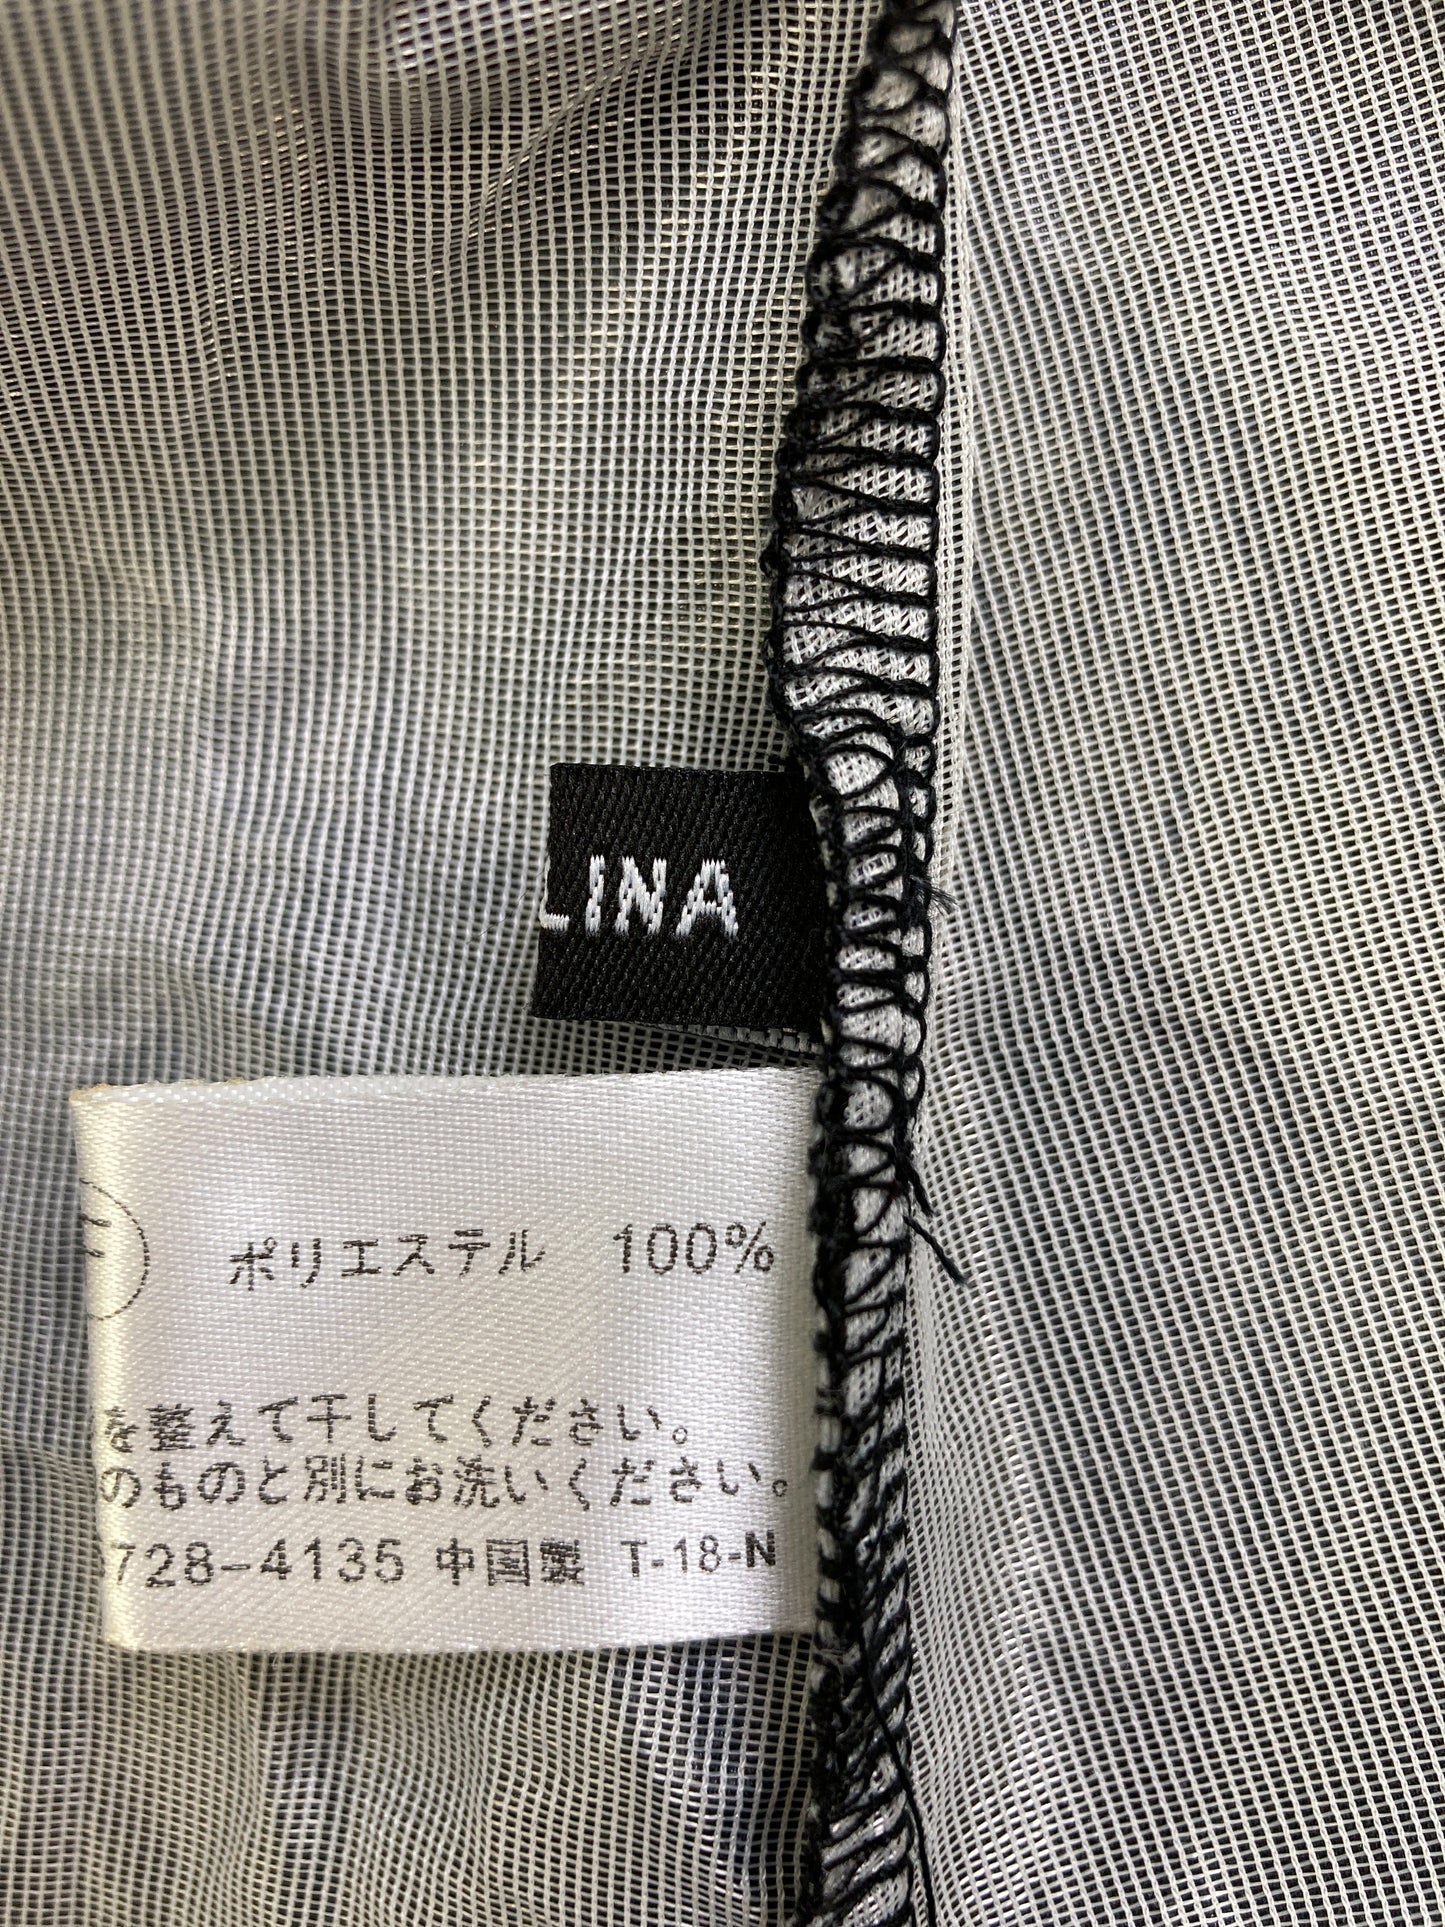 LINA
ポリエステル 100%
を整えて干してください。
のものと別にお洗いください。
728-4135 中国製 T-18-N